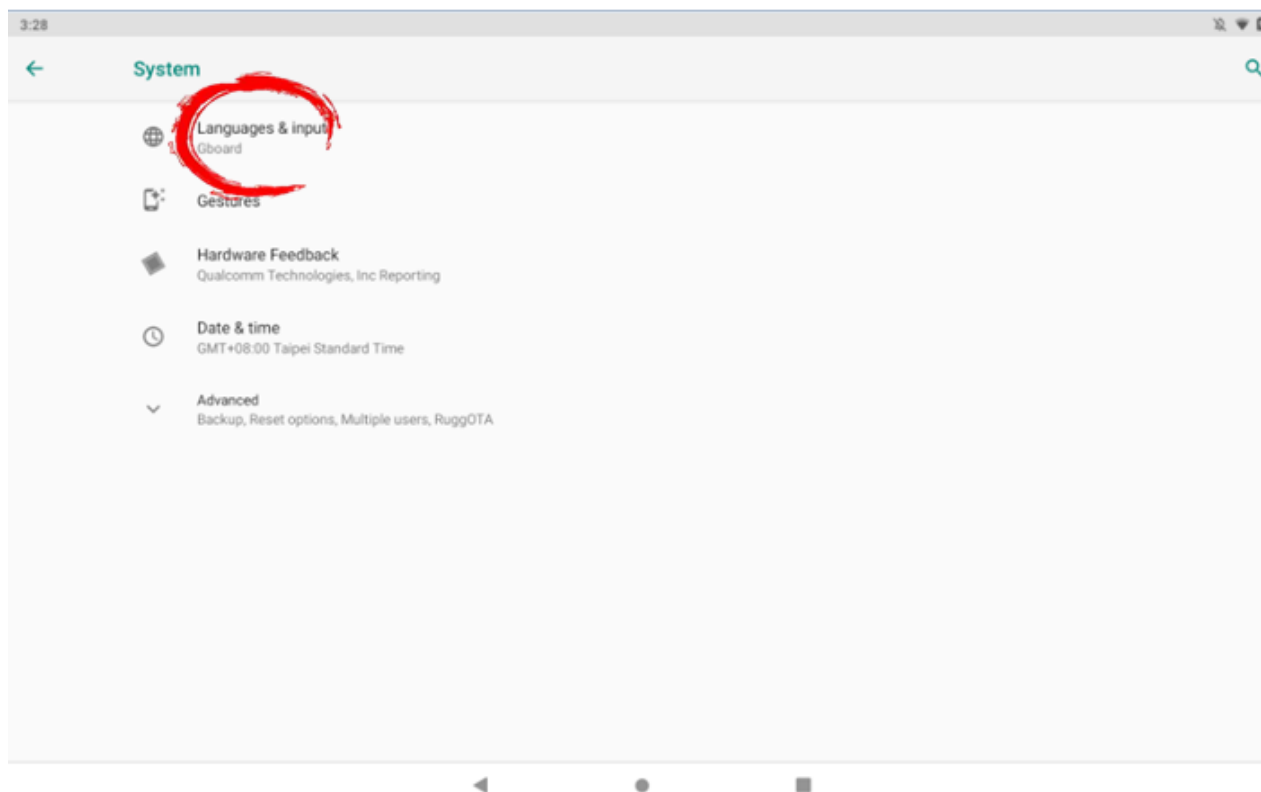 3:28
System
Languages & input
Gboard
Gestures
Hardware Feedback
Qualcomm Technologies, Inc Reporting
Date & time
GMT+08:00 Taipei Standard Time
Advanced
Backup, Reset options, Multiple users, RuggOTA